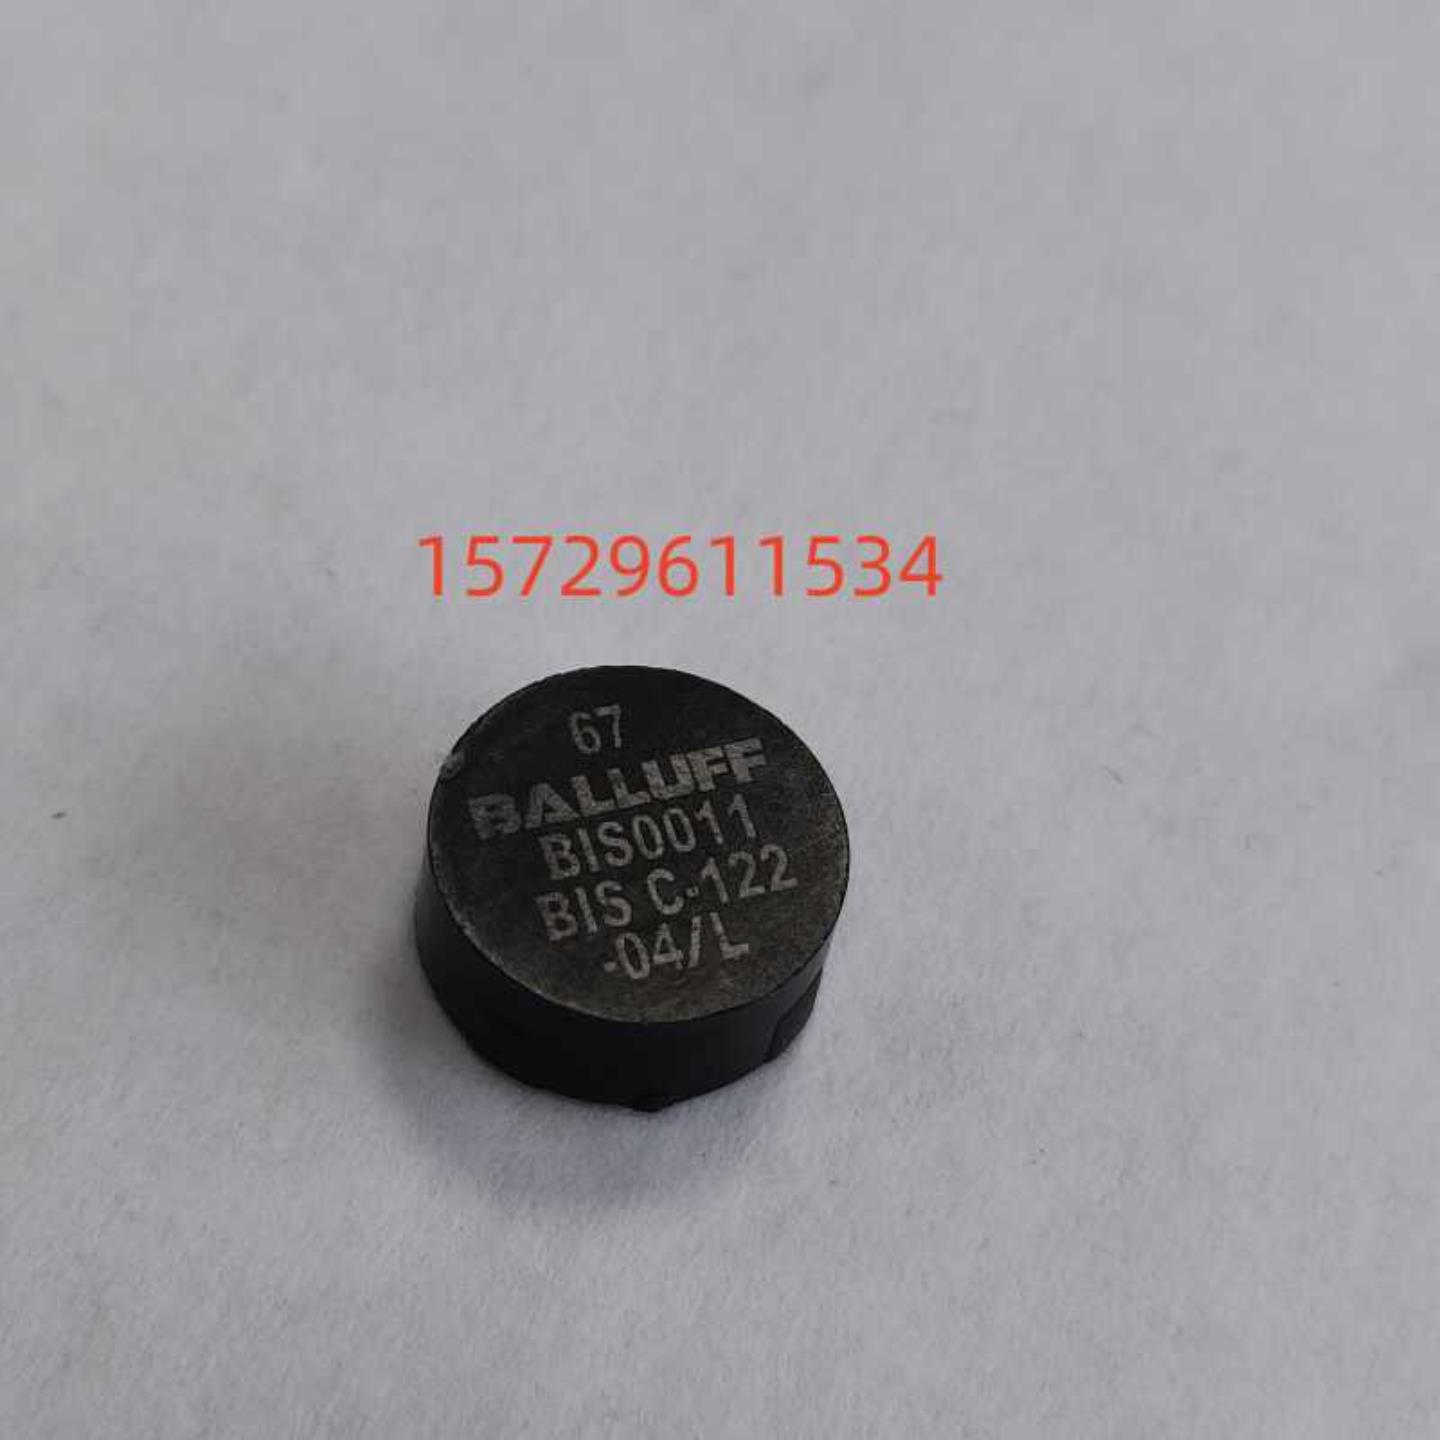 15729611534
67
BALLUFF
BIS0011
BIS C-122
-04/L